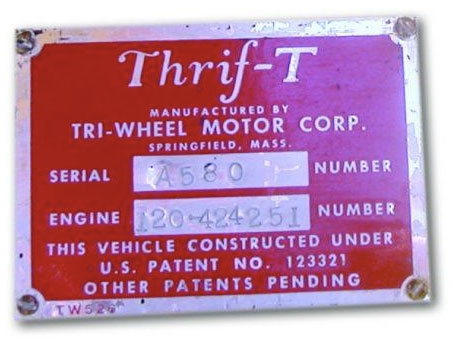 Thrif-T
MANUFACTURED BY
TRI-WHEEL MOTOR CORP.
SPRINGFIELD, MASS.
SERIAL A580 NUMBER
ENGINE 120-424251 NUMBER
THIS VEHICLE CONSTRUCTED UNDER
U.S. PATENT NO. 123321
OTHER PATENTS PENDING